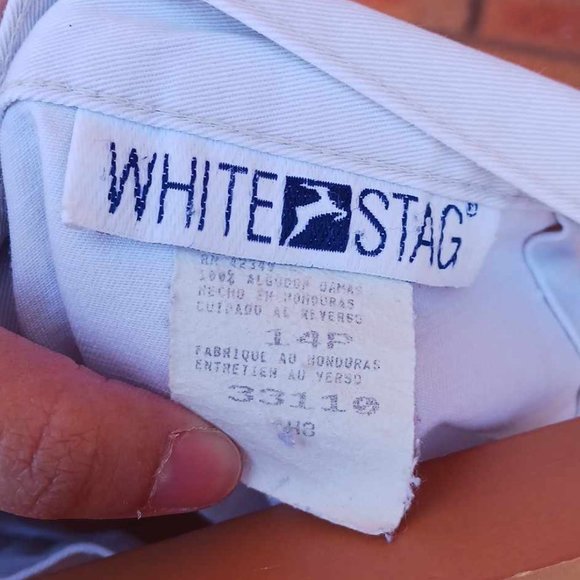 WHITE STAG®
RN 42349
100% ALGODON DAMAS
HECHO EN HONDURAS
CUIDADO AL REVERSO
14P
FABRIQUE AU HONDURAS
ENTRETIEN AU VERSO
33110